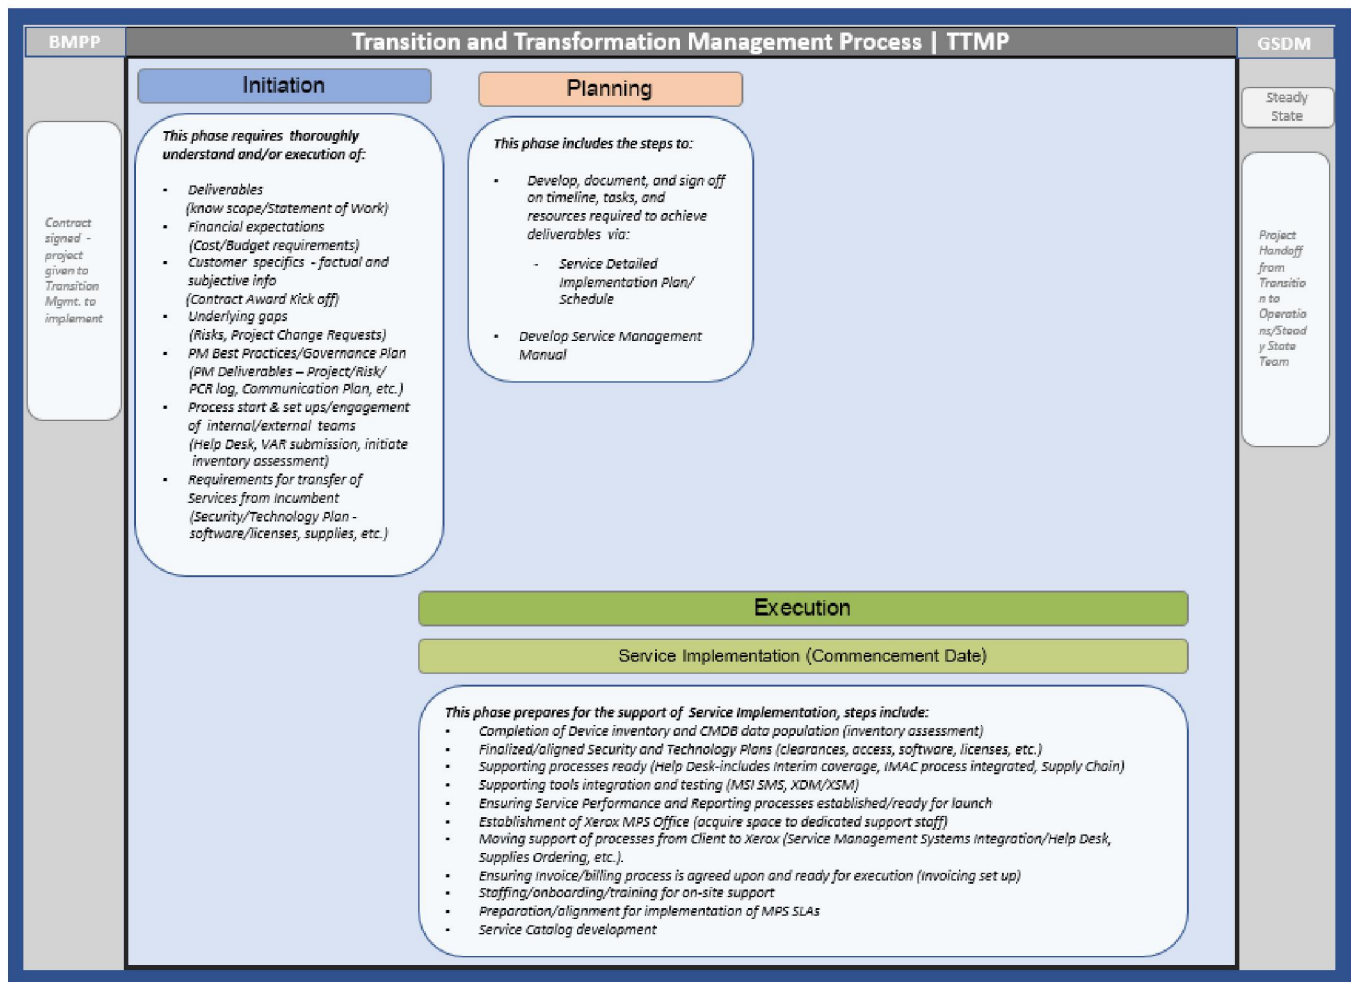 BMPP
Transition and Transformation Management Process | TTMP
GSDM
Contract
signed -
project
given to
Transition
Mgmt. to
implement
Initiation
This phase requires thoroughly
understand and/or execution of:
• Deliverables
(know scope/Statement of Work)
• Financial expectations
(Cost/Budget requirements)
• Customer specifics - factual and
subjective info
(Contract Award Kick off)
• Underlying gaps
(Risks, Project Change Requests)
• PM Best Practices/Governance Plan
(PM Deliverables – Project/Risk/
PCR log, Communication Plan, etc.)
• Process start & set ups/engagement
of internal/external teams
(Help Desk, VAR submission, initiate
inventory assessment)
• Requirements for transfer of
Services from Incumbent
(Security/Technology Plan -
software/licenses, supplies, etc.)
Planning
This phase includes the steps to:
• Develop, document, and sign off
on timeline, tasks, and
resources required to achieve
deliverables via:
- Service Detailed
Implementation Plan/
Schedule
• Develop Service Management
Manual
Execution
Service Implementation (Commencement Date)
This phase prepares for the support of Service Implementation, steps include:
• Completion of Device inventory and CMDB data population (inventory assessment)
• Finalized/aligned Security and Technology Plans (clearances, access, software, licenses, etc.)
• Supporting processes ready (Help Desk-includes Interim coverage, IMAC process integrated, Supply Chain)
• Supporting tools integration and testing (MSI SMS, XDM/XSM)
• Ensuring Service Performance and Reporting processes established/ready for launch
• Establishment of Xerox MPS Office (acquire space to dedicated support staff)
• Moving support of processes from Client to Xerox (Service Management Systems Integration/Help Desk,
Supplies Ordering, etc.).
• Ensuring Invoice/billing process is agreed upon and ready for execution (Invoicing set up)
• Staffing/onboarding/training for on-site support
• Preparation/alignment for implementation of MPS SLAs
• Service Catalog development
Steady
State
Project
Handoff
from
Transitio
n to
Operatio
ns/Stead
y State
Team